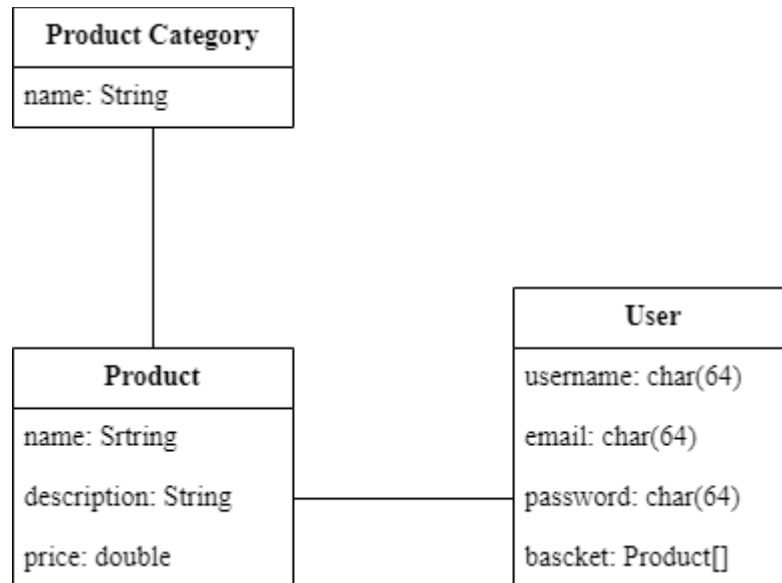 Product Category
name: String
Product
name: Srtring
description: String
price: double
User
username: char(64)
email: char(64)
password: char(64)
bascket: Product[]